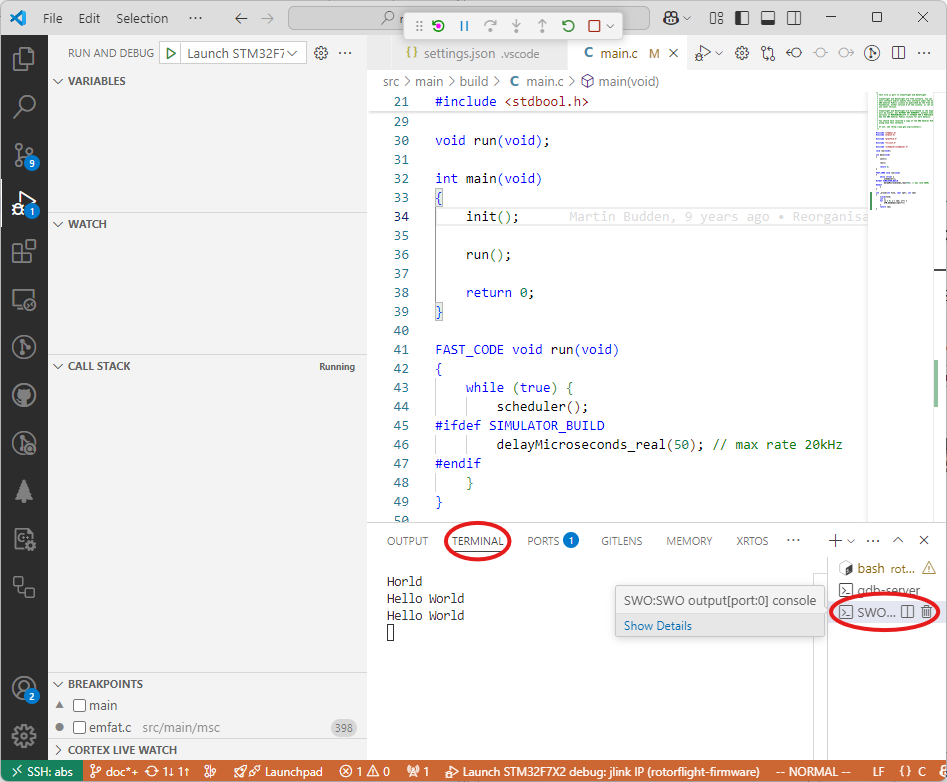 File Edit Selection ···
RUN AND DEBUG Launch STM32F7 ···
settings.json .vscode
main.c M
src > main > build > C main.c > main(void)
VARIABLES
WATCH
CALL STACK Running
BREAKPOINTS
main
emfat.c src/main/msc 398
CORTEX LIVE WATCH
9
1
2
21 #include <stdbool.h>
29
30 void run(void);
31
32 int main(void)
33 {
34 init(); Martin Budden, 9 years ago • Reorganisa
35
36 run();
37
38 return 0;
39 }
40
41 FAST_CODE void run(void)
42 {
43 while (true) {
44 scheduler();
45 #ifdef SIMULATOR_BUILD
46 delayMicroseconds_real(50); // max rate 20kHz
47 #endif
48 }
49 }
50
OUTPUT TERMINAL PORTS 1 GITLENS MEMORY XRTOS ···
Horld
Hello World
Hello World
SWO:SWO output[port:0] console
Show Details
bash rot...
gdb-server
SWO...
SSH: abs doc*+ 1↓ 1↑ Launchpad 1 0 1 Launch STM32F7X2 debug: jlink IP (rotorflight-firmware) -- NORMAL -- LF {} C